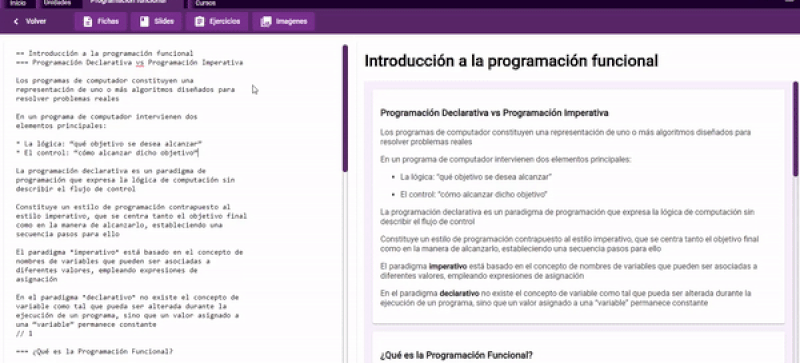 Inicio Unidades Programación funcional Cursos
Volver Fichas Slides Ejercicios Imagenes
== Introducción a la programación funcional
=== Programación Declarativa vs Programación Imperativa
Los programas de computador constituyen una
representación de uno o más algoritmos diseñados para
resolver problemas reales
En un programa de computador intervienen dos
elementos principales:
* La lógica: "qué objetivo se desea alcanzar"
* El control: "cómo alcanzar dicho objetivo"
La programación declarativa es un paradigma de
programación que expresa la lógica de computación sin
describir el flujo de control
Constituye un estilo de programación contrapuesto al
estilo imperativo, que se centra tanto el objetivo final
como en la manera de alcanzarlo, estableciendo una
secuencia pasos para ello
El paradigma *imperativo* está basado en el concepto de
nombres de variables que pueden ser asociadas a
diferentes valores, empleando expresiones de
asignación
En el paradigma *declarativo* no existe el concepto de
variable como tal que pueda ser alterada durante la
ejecución de un programa, sino que un valor asignado a
una "variable" permanece constante
// 1
=== ¿Qué es la Programación Funcional?
Introducción a la programación funcional
Programación Declarativa vs Programación Imperativa
Los programas de computador constituyen una representación de uno o más algoritmos diseñados para
resolver problemas reales
En un programa de computador intervienen dos elementos principales:
• La lógica: "qué objetivo se desea alcanzar"
• El control: "cómo alcanzar dicho objetivo"
La programación declarativa es un paradigma de programación que expresa la lógica de computación sin
describir el flujo de control
Constituye un estilo de programación contrapuesto al estilo imperativo, que se centra tanto el objetivo final
como en la manera de alcanzarlo, estableciendo una secuencia pasos para ello
El paradigma imperativo está basado en el concepto de nombres de variables que pueden ser asociadas a
diferentes valores, empleando expresiones de asignación
En el paradigma declarativo no existe el concepto de variable como tal que pueda ser alterada durante la
ejecución de un programa, sino que un valor asignado a una "variable" permanece constante
¿Qué es la Programación Funcional?